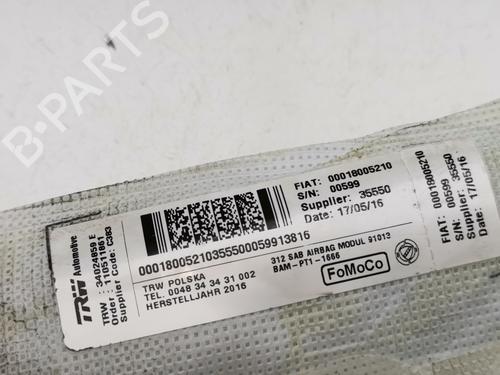 B-PARTS
TRW Automotive
TRW : 34024859 E
Order : 110511861
Supplier Code: C363
FIAT: 00018005210
S/N: 00599
Supplier: 35550
Date: 17/05/16
00018005210355500059913816
TRW POLSKA
TEL. 0048 34 34 31 002
HERSTELLJAHR 2016
312 SAB AIRBAG MODUL 91013
BAM-PT1-1666
FoMoCo
FIAT: 00018005210
S/N: 00599
Supplier: 35550
Date: 17/05/16